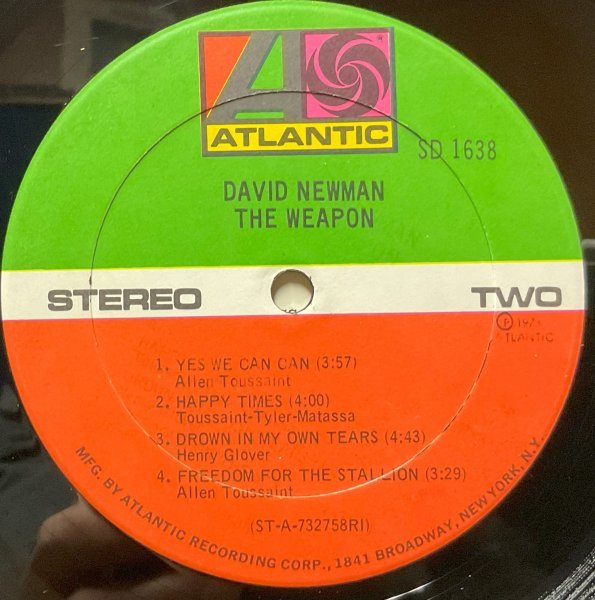 ATLANTIC
SD 1638
DAVID NEWMAN
THE WEAPON
STEREO
TWO
Ⓟ 1973
ATLANTIC
1. YES WE CAN CAN (3:57)
Allen Toussaint
2. HAPPY TIMES (4:00)
Toussaint-Tyler-Matassa
3. DROWN IN MY OWN TEARS (4:43)
Henry Glover
4. FREEDOM FOR THE STALLION (3:29)
Allen Toussaint
(ST-A-732758RI)
MFG. BY ATLANTIC RECORDING CORP., 1841 BROADWAY, NEW YORK, N.Y.